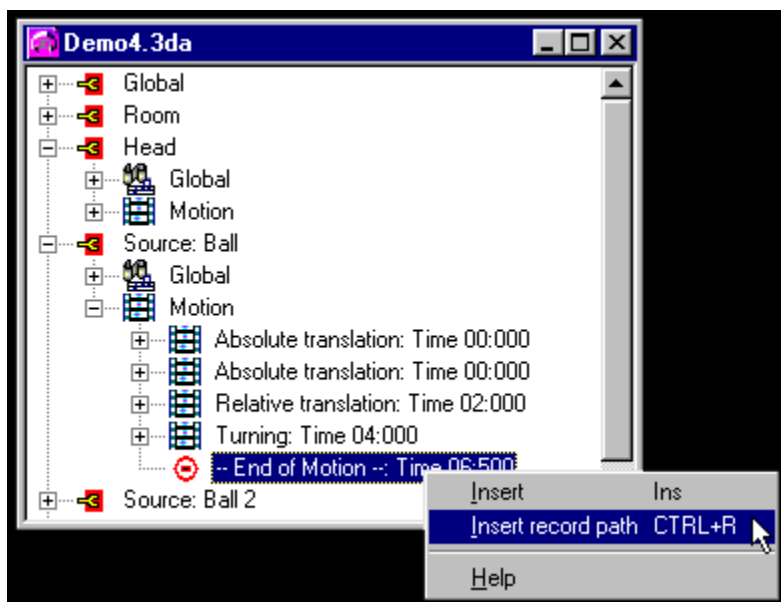 Demo4.3da
Global
Room
Head
Global
Motion
Source: Ball
Global
Motion
Absolute translation: Time 00:000
Absolute translation: Time 00:000
Relative translation: Time 02:000
Turning: Time 04:000
-- End of Motion --: Time 06:500
Source: Ball 2
Insert Ins
Insert record path CTRL+R
Help